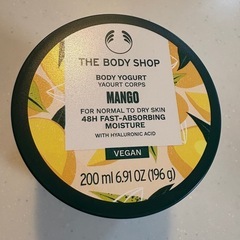 THE BODY SHOP
BODY YOGURT
YAOURT CORPS
MANGO
FOR NORMAL TO DRY SKIN
48H FAST-ABSORBING
MOISTURE
WITH HYALURONIC ACID
VEGAN
200 ml 6.91 OZ (196 g)